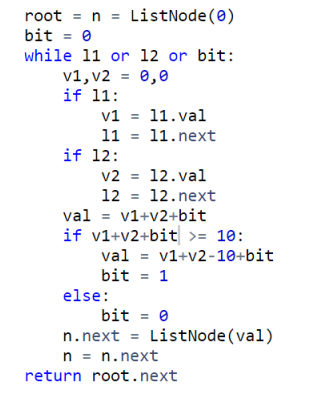 root = n = ListNode(0)
bit = 0
while l1 or l2 or bit:
    v1,v2 = 0,0
    if l1:
        v1 = l1.val
        l1 = l1.next
    if l2:
        v2 = l2.val
        l2 = l2.next
    val = v1+v2+bit
    if v1+v2+bit >= 10:
        val = v1+v2-10+bit
        bit = 1
    else:
        bit = 0
    n.next = ListNode(val)
    n = n.next
return root.next